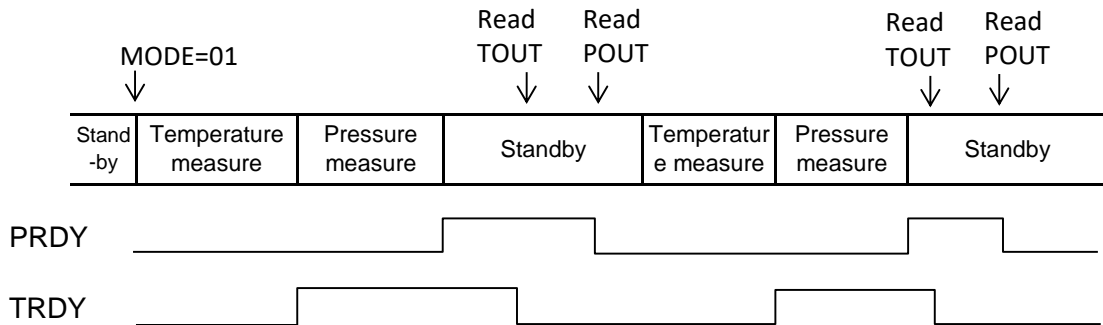 MODE=01
Read
TOUT
Read
POUT
Read
TOUT
Read
POUT
Stand
-by
Temperature
measure
Pressure
measure
Standby
Temperatur
e measure
Pressure
measure
Standby
PRDY
TRDY